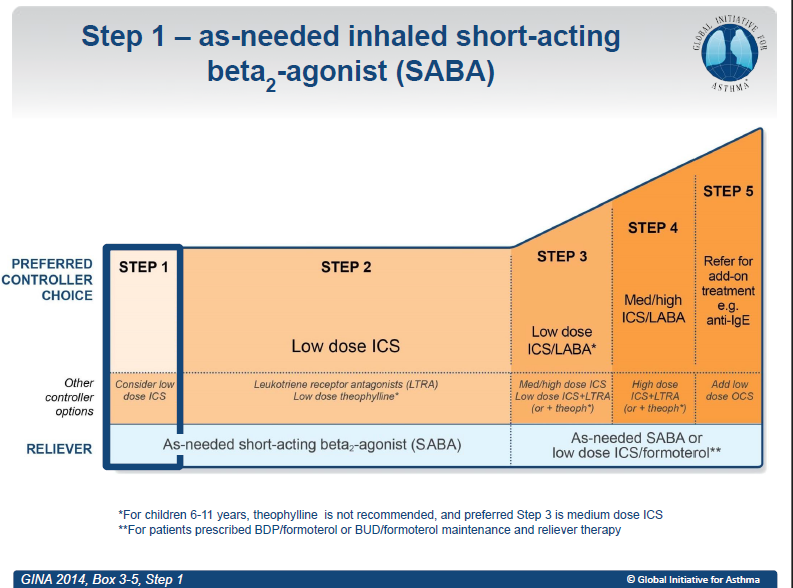 Step 1 – as-needed inhaled short-acting
beta2-agonist (SABA)
GLOBAL INITIATIVE FOR
ASTHMA
PREFERRED
CONTROLLER
CHOICE
STEP 1
STEP 2
Low dose ICS
STEP 3
Low dose
ICS/LABA*
STEP 4
Med/high
ICS/LABA
STEP 5
Refer for
add-on
treatment
e.g.
anti-IgE
Other
controller
options
Consider low
dose ICS
Leukotriene receptor antagonists (LTRA)
Low dose theophylline*
Med/high dose ICS
Low dose ICS+LTRA
(or + theoph*)
High dose
ICS+LTRA
(or + theoph*)
Add low
dose OCS
RELIEVER
As-needed short-acting beta2-agonist (SABA)
As-needed SABA or
low dose ICS/formoterol**
*For children 6-11 years, theophylline is not recommended, and preferred Step 3 is medium dose ICS
**For patients prescribed BDP/formoterol or BUD/formoterol maintenance and reliever therapy
GINA 2014, Box 3-5, Step 1
© Global Initiative for Asthma